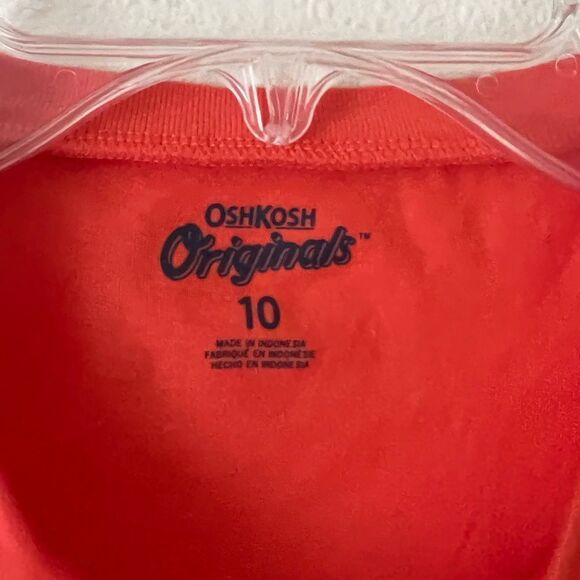 OSHKOSH
Originals™
10
MADE IN INDONESIA
FABRIQUÉ EN INDONÉSIE
HECHO EN INDONESIA